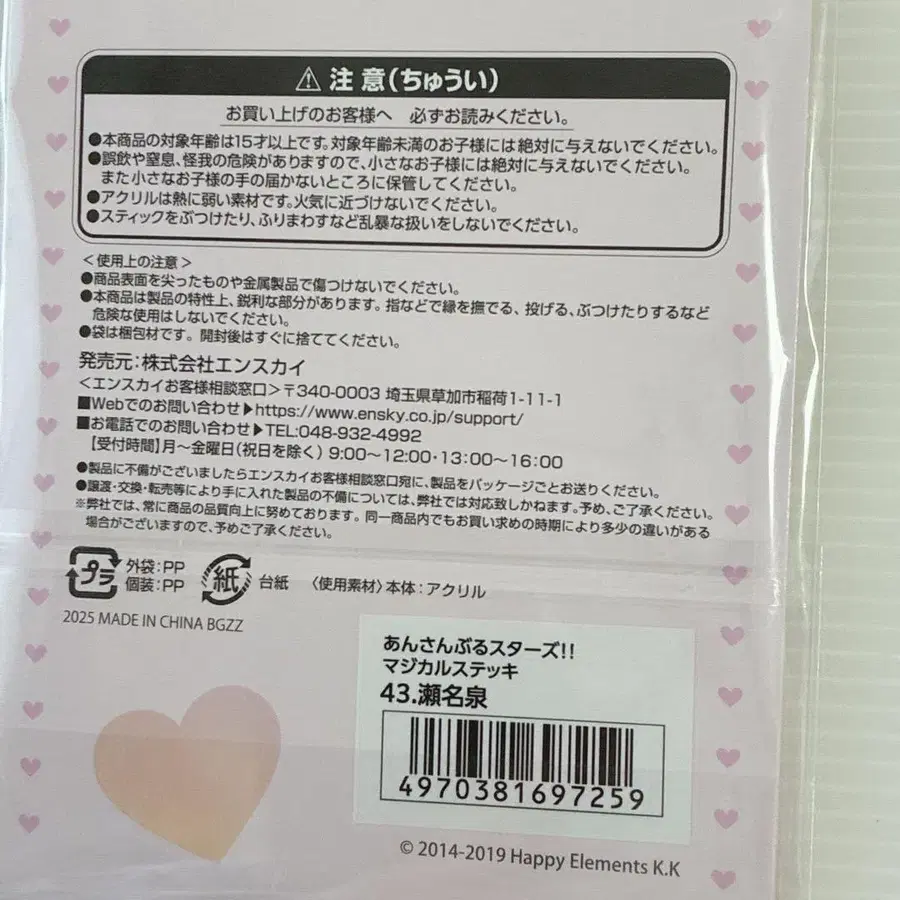 ⚠ 注意(ちゅうい)
お買い上げのお客様へ 必ずお読みください。
●本商品の対象年齢は15才以上です。対象年齢未満のお子様には絶対に与えないでください。
●誤飲や窒息、怪我の危険がありますので、小さなお子様には絶対に与えないでください。
また小さなお子様の手の届かないところに保管してください。
●アクリルは熱に弱い素材です。火気に近づけないでください。
●スティックをぶつけたり、ふりまわすなど乱暴な扱いをしないでください。
<使用上の注意>
●商品表面を尖ったものや金属製品で傷つけないでください。
●本商品は製品の特性上、鋭利な部分があります。指などで縁を撫でる、投げる、ぶつけたりするなど
危険な使用はしないでください。
●袋は梱包材です。開封後はすぐに捨ててください。
発売元:株式会社エンスカイ
<エンスカイお客様相談窓口>〒340-0003 埼玉県草加市稲荷1-11-1
■Webでのお問い合わせ▶https://www.ensky.co.jp/support/
■お電話でのお問い合わせ▶TEL:048-932-4992
【受付時間】月～金曜日(祝日を除く) 9:00～12:00・13:00～16:00
●製品に不備がございましたらエンスカイお客様相談窓口宛に、製品をパッケージごとお送りください。
●譲渡・交換・転売等により手に入れた製品の不備については、弊社では対応致しかねます。予め、ご了承ください。
※弊社では、常に商品の品質向上に努めております。同一商品内でもお買い求めの時期により多少の違いがある
場合がございますので、予めご了承ください。
プラ 外袋:PP
個装:PP
紙 台紙 〈使用素材〉本体:アクリル
2025 MADE IN CHINA BGZZ
あんさんぶるスターズ!!
マジカルステッキ
43.瀬名泉
4970381697259
© 2014-2019 Happy Elements K.K